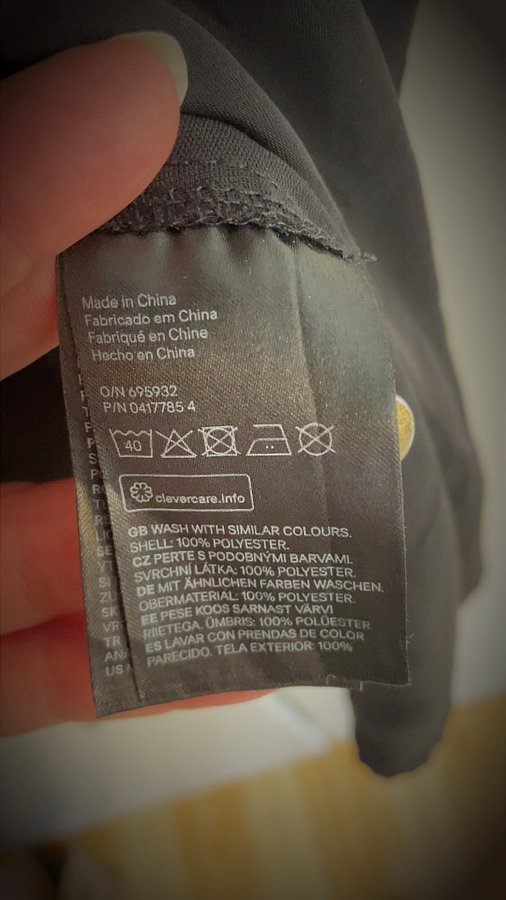 Made in China
Fabricado em China
Fabriqué en Chine
Hecho en China
O/N 695932
P/N 0417785 4
40
clevercare.info
GB WASH WITH SIMILAR COLOURS.
SHELL: 100% POLYESTER.
CZ PERTE S PODOBNÝMI BARVAMI.
SVRCHNÍ LÁTKA: 100% POLYESTER.
DE MIT ÄHNLICHEN FARBEN WASCHEN.
OBERMATERIAL: 100% POLYESTER.
EE PESE KOOS SARNAST VÄRVI
RIIETEGA. ÜMBRIS: 100% POLÜESTER
ES LAVAR CON PRENDAS DE COLOR
PARECIDO. TELA EXTERIOR: 100%